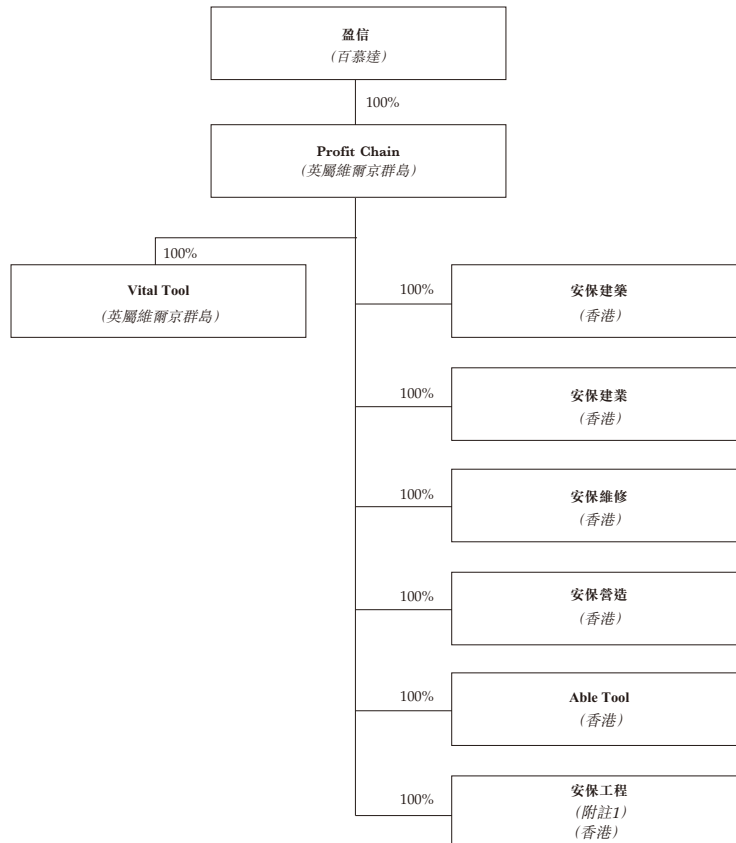 盈信
(百慕達)
100%
Profit Chain
(英屬維爾京群島)
100%
Vital Tool
(英屬維爾京群島)
100%
安保建築
(香港)
100%
安保建業
(香港)
100%
安保維修
(香港)
100%
安保營造
(香港)
100%
Able Tool
(香港)
100%
安保工程
(附註1)
(香港)